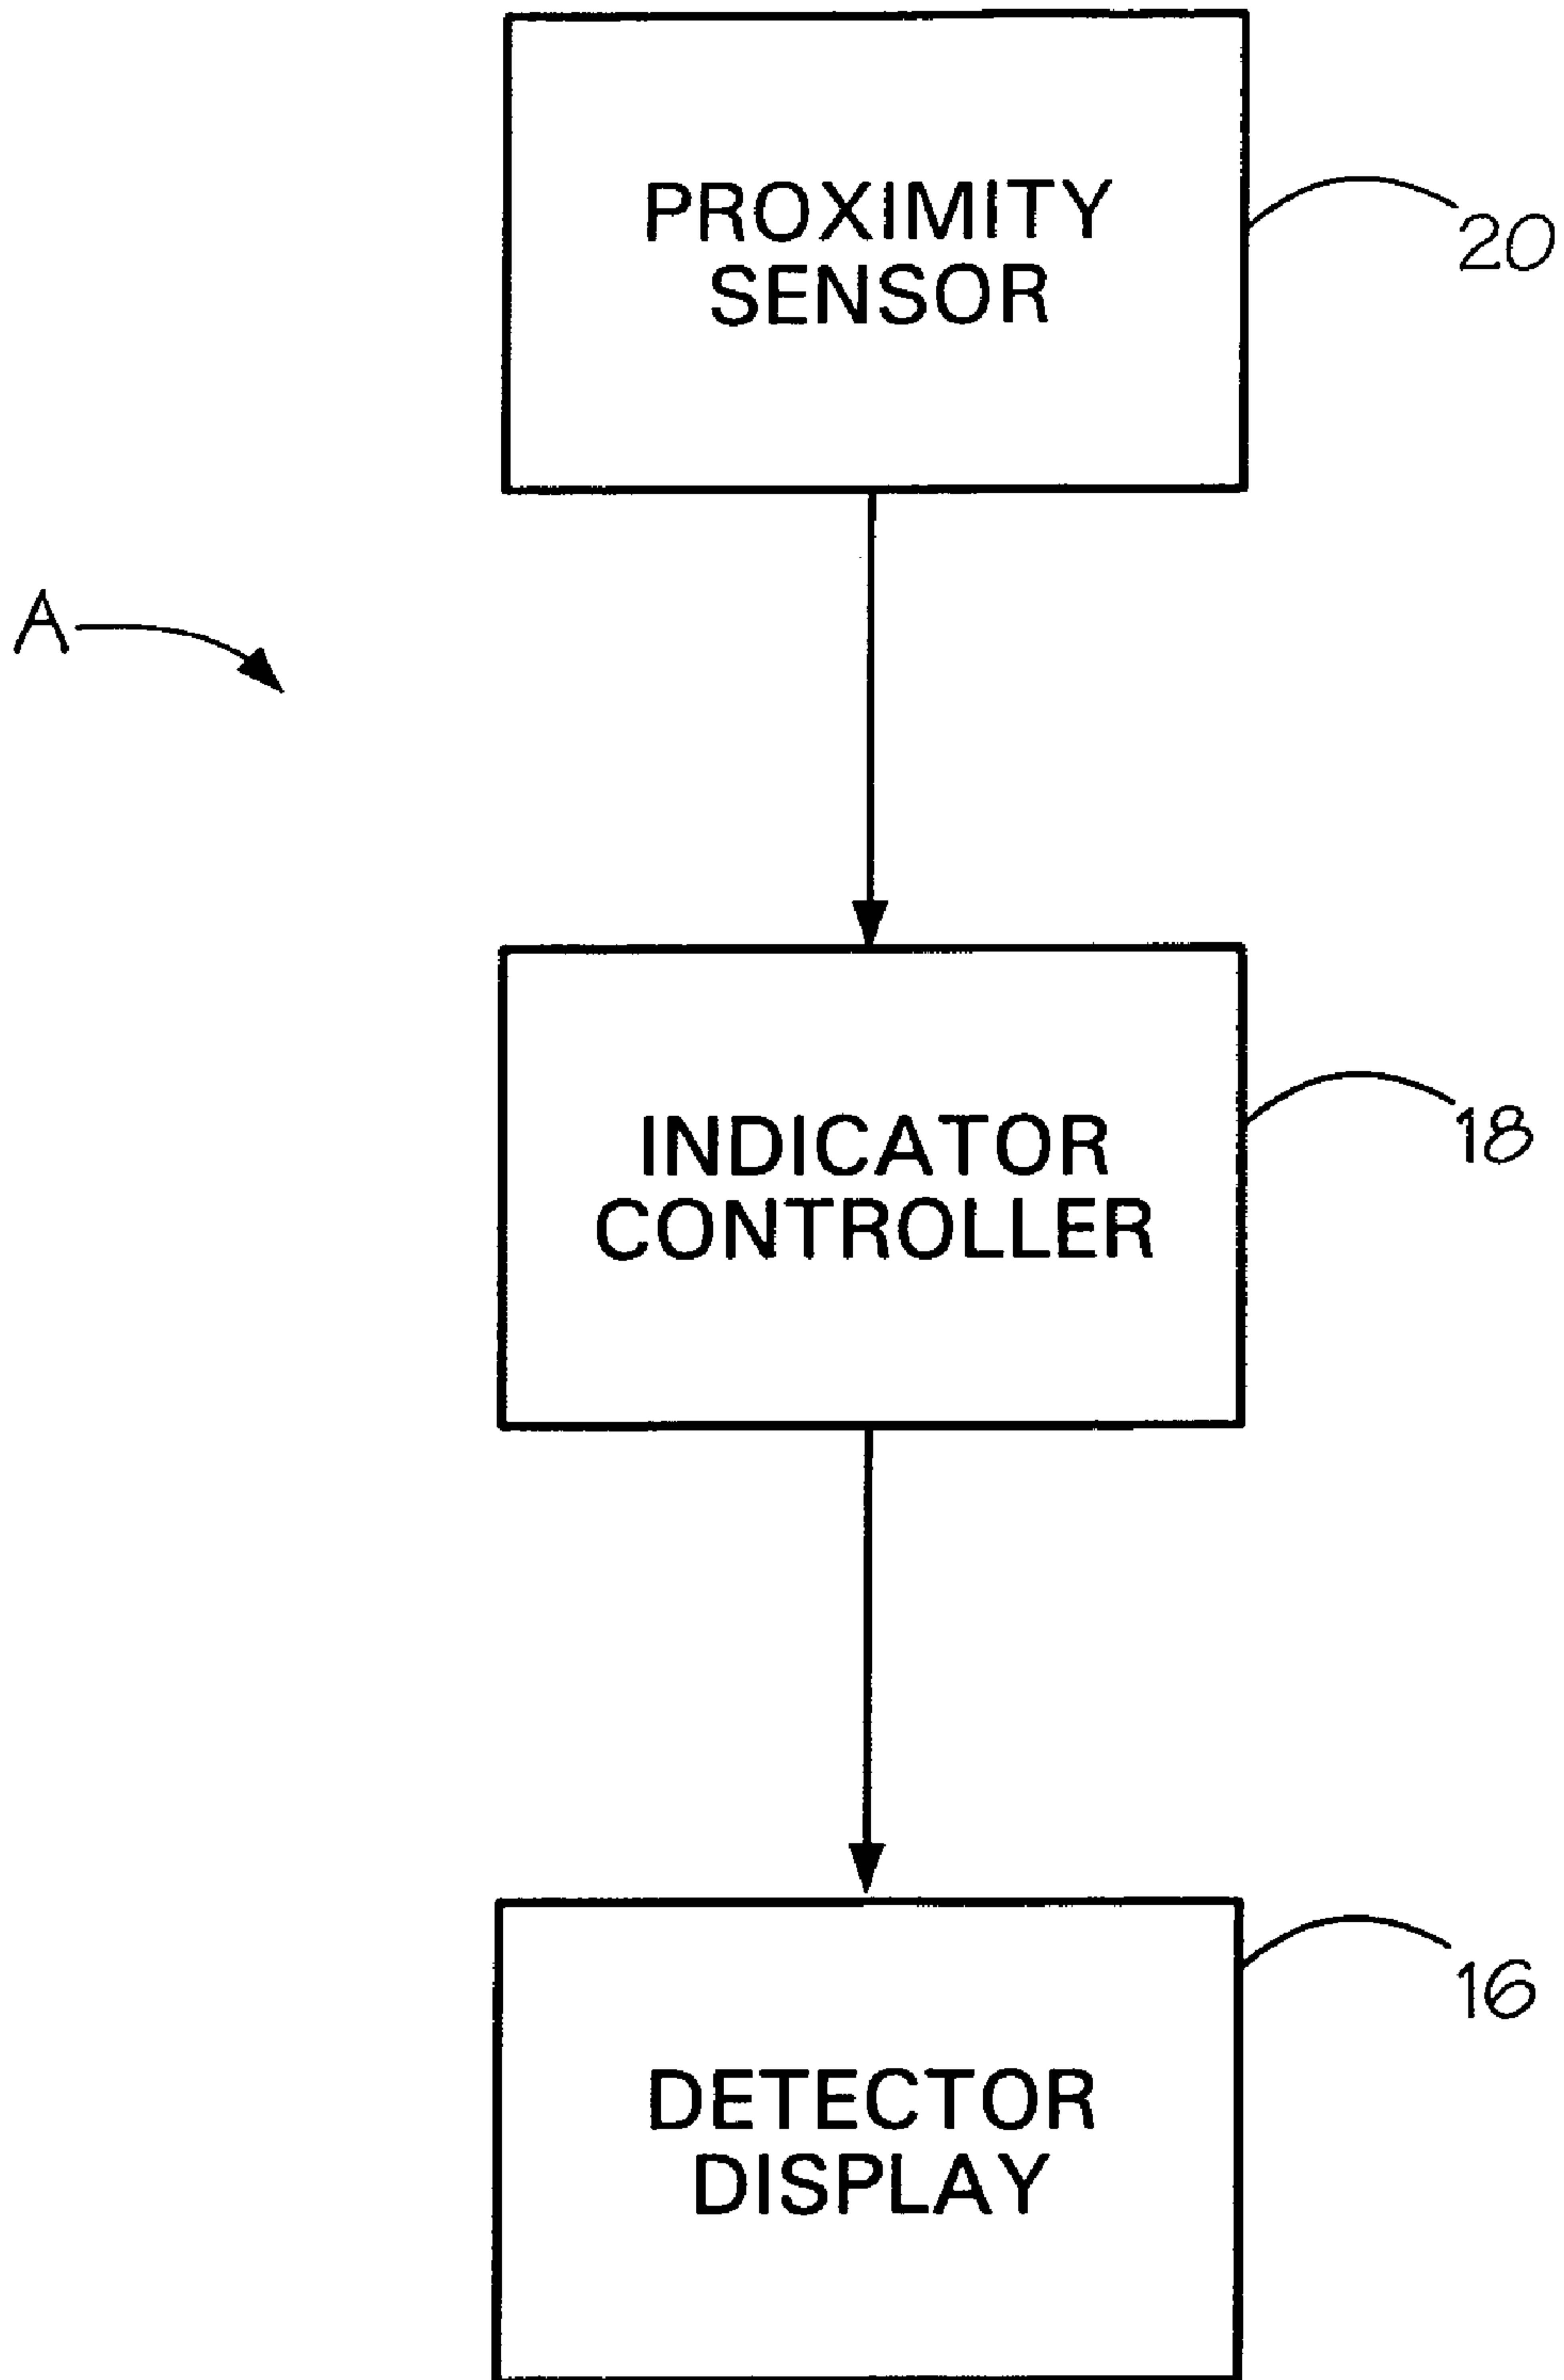 PROXIMITY
SENSOR
20
A
INDICATOR
CONTROLLER
18
16
DETECTOR
DISPLAY